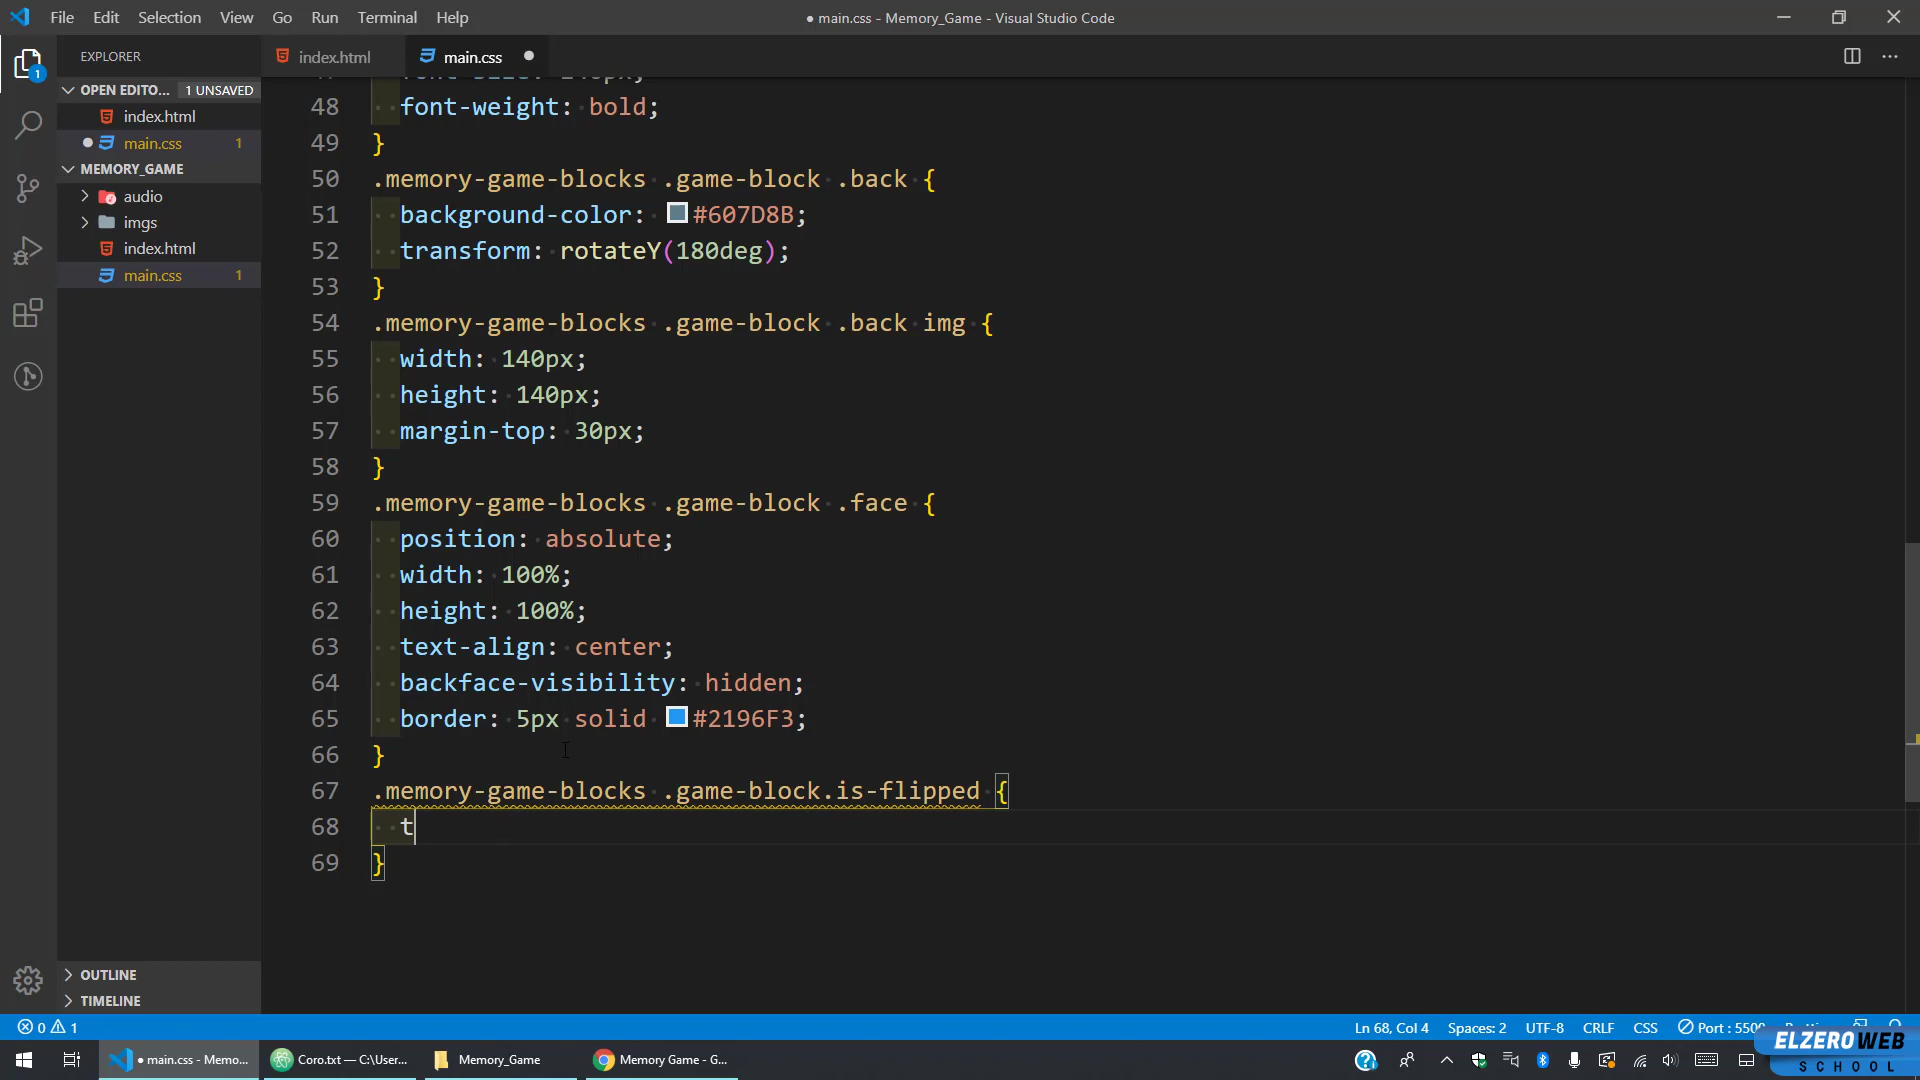 File Edit Selection View Go Run Terminal Help
● main.css - Memory_Game - Visual Studio Code
EXPLORER
index.html
main.css
OPEN EDITO... 1 UNSAVED
index.html
main.css 1
MEMORY_GAME
audio
imgs
index.html
main.css 1
48 font-weight: bold;
49 }
50 .memory-game-blocks .game-block .back {
51 background-color: #607D8B;
52 transform: rotateY(180deg);
53 }
54 .memory-game-blocks .game-block .back img {
55 width: 140px;
56 height: 140px;
57 margin-top: 30px;
58 }
59 .memory-game-blocks .game-block .face {
60 position: absolute;
61 width: 100%;
62 height: 100%;
63 text-align: center;
64 backface-visibility: hidden;
65 border: 5px solid #2196F3;
66 }
67 .memory-game-blocks .game-block.is-flipped {
68 t
69 }
OUTLINE
TIMELINE
0 1
Ln 68, Col 4 Spaces: 2 UTF-8 CRLF CSS Port : 5500
● main.css - Memo...
Coro.txt — C:\User...
Memory_Game
Memory Game - G...
ELZEROWEB
SCHOOL